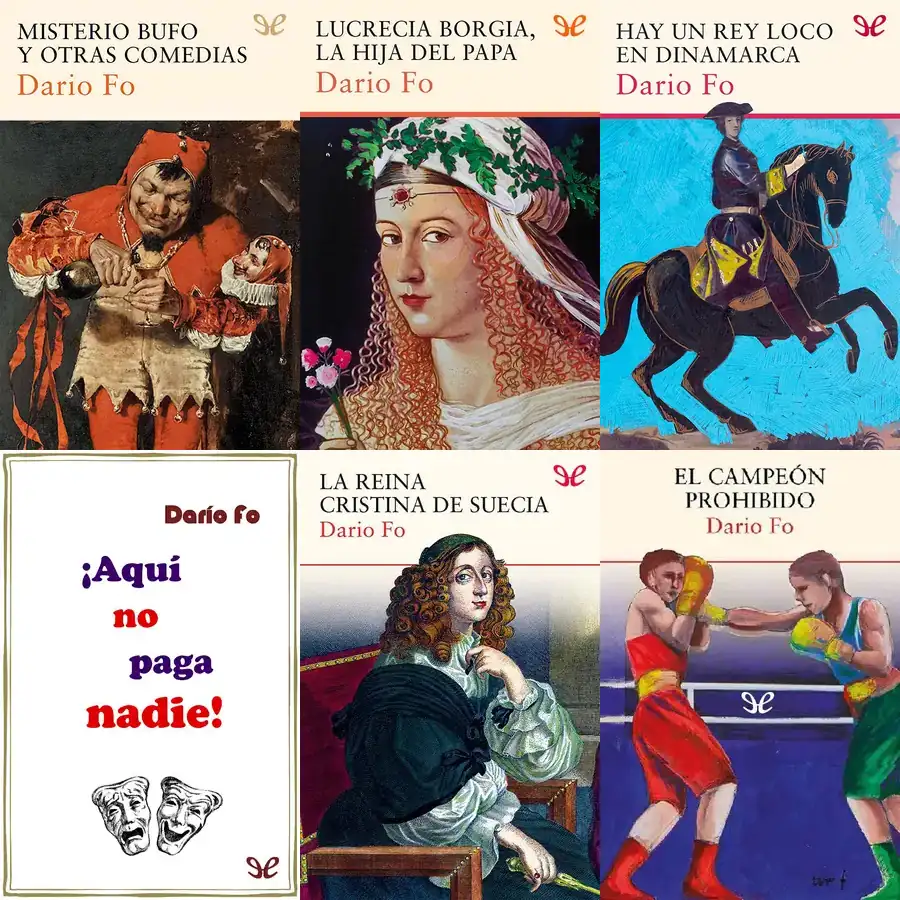 MISTERIO BUFO
Y OTRAS COMEDIAS
Dario Fo
LUCRECIA BORGIA,
LA HIJA DEL PAPA
Dario Fo
HAY UN REY LOCO
EN DINAMARCA
Dario Fo
Darío Fo
¡Aquí
no
paga
nadie!
LA REINA
CRISTINA DE SUECIA
Dario Fo
EL CAMPEÓN
PROHIBIDO
Dario Fo